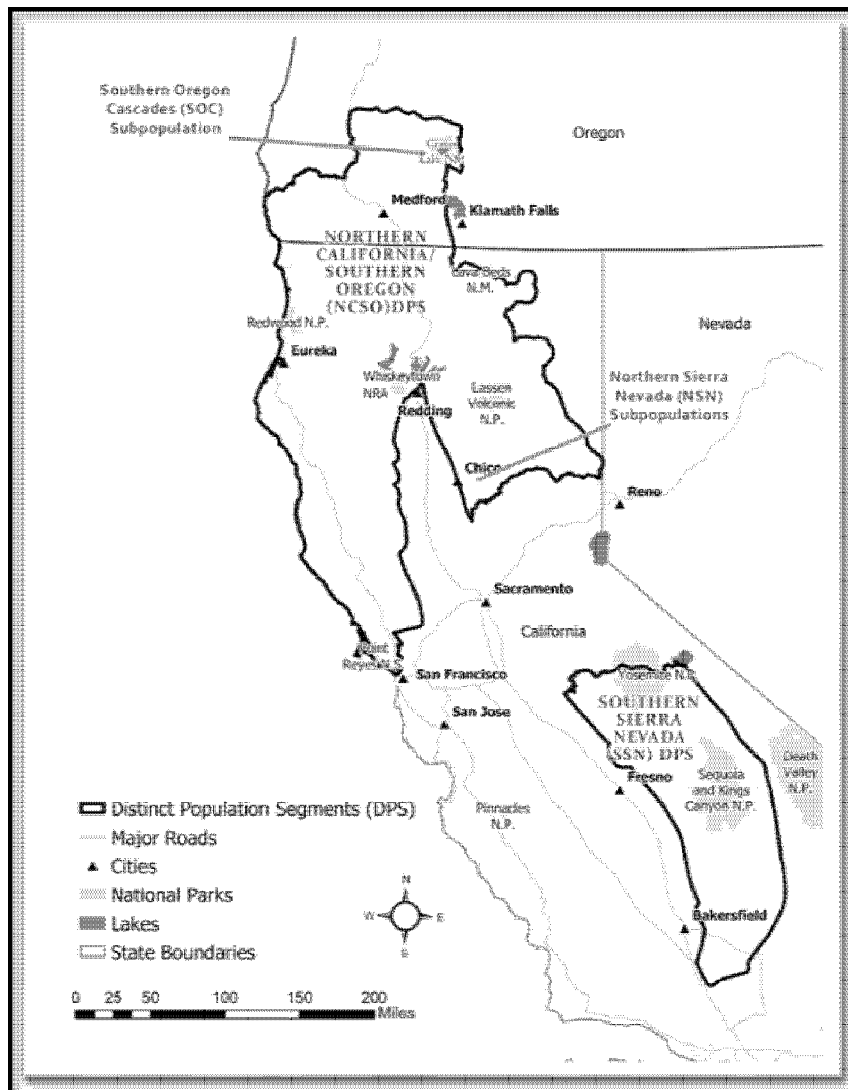 Southern Oregon
Cascades (SOC)
Subpopulation
Oregon
Medford
Klamath Falls
NORTHERN
CALIFORNIA/
SOUTHERN
OREGON
(NCSO)DPS
Lava Beds
N.M.
Redwood N.P.
Nevada
Eureka
Whiskeytown
NRA
Lassen
Volcanic
N.P.
Northern Sierra
Nevada (NSN)
Subpopulations
Redding
Chico
Reno
Sacramento
California
Point
Reyes N.S.
San Francisco
Yosemite N.P.
SOUTHERN
SIERRA
NEVADA
(SSN) DPS
San Jose
Death
Valley
N.P.
Fresno
Sequoia
and Kings
Canyon N.P.
Pinnacles
N.P.
Bakersfield
Distinct Population Segments (DPS)
Major Roads
Cities
National Parks
Lakes
State Boundaries
N
W E
S
0 25 50 100 150 200
Miles